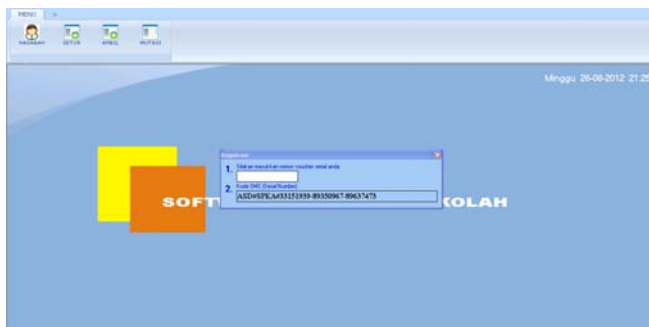 MENU
NASABAH SETOR AMBIL MUTASI
Minggu 26-08-2012 21:25
1. Silakan masukkan nomor voucher serial anda
2. Kode SMS (Serial Number)
ASD#SPKA#33151939-89350967-89637473
SOFT KOLAH